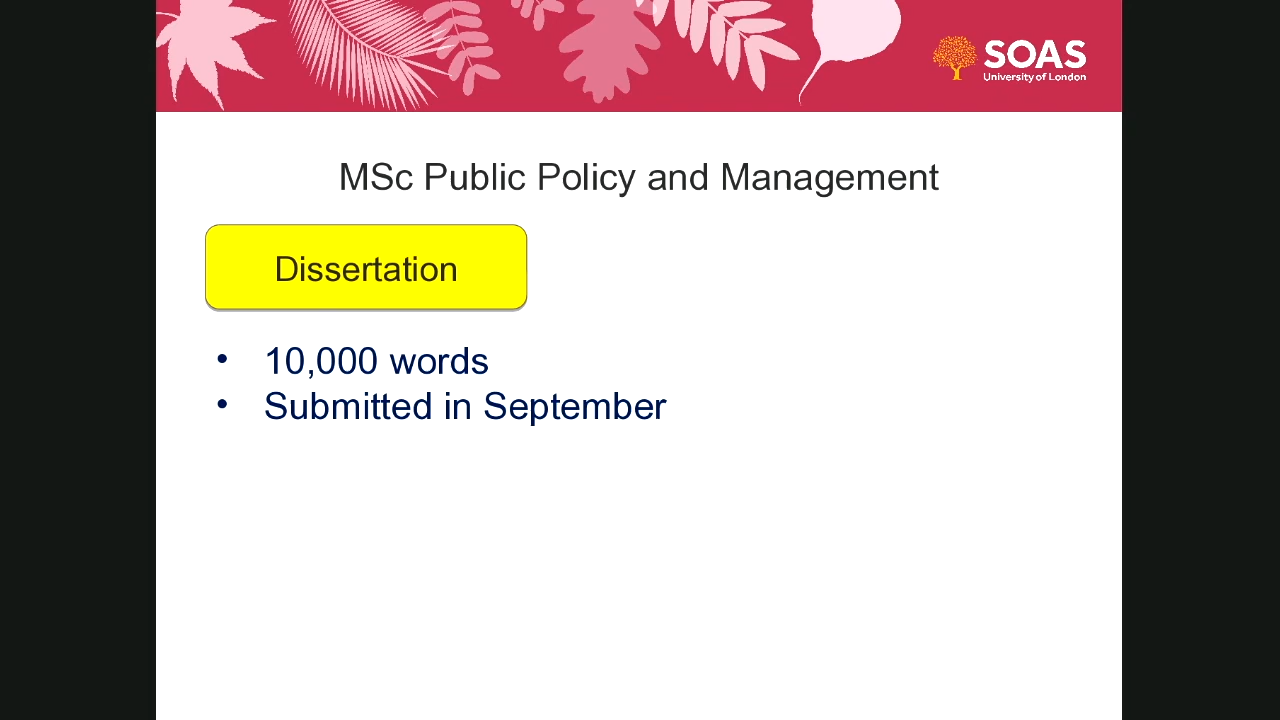 SOAS
University of London
MSc Public Policy and Management
Dissertation
• 10,000 words
• Submitted in September